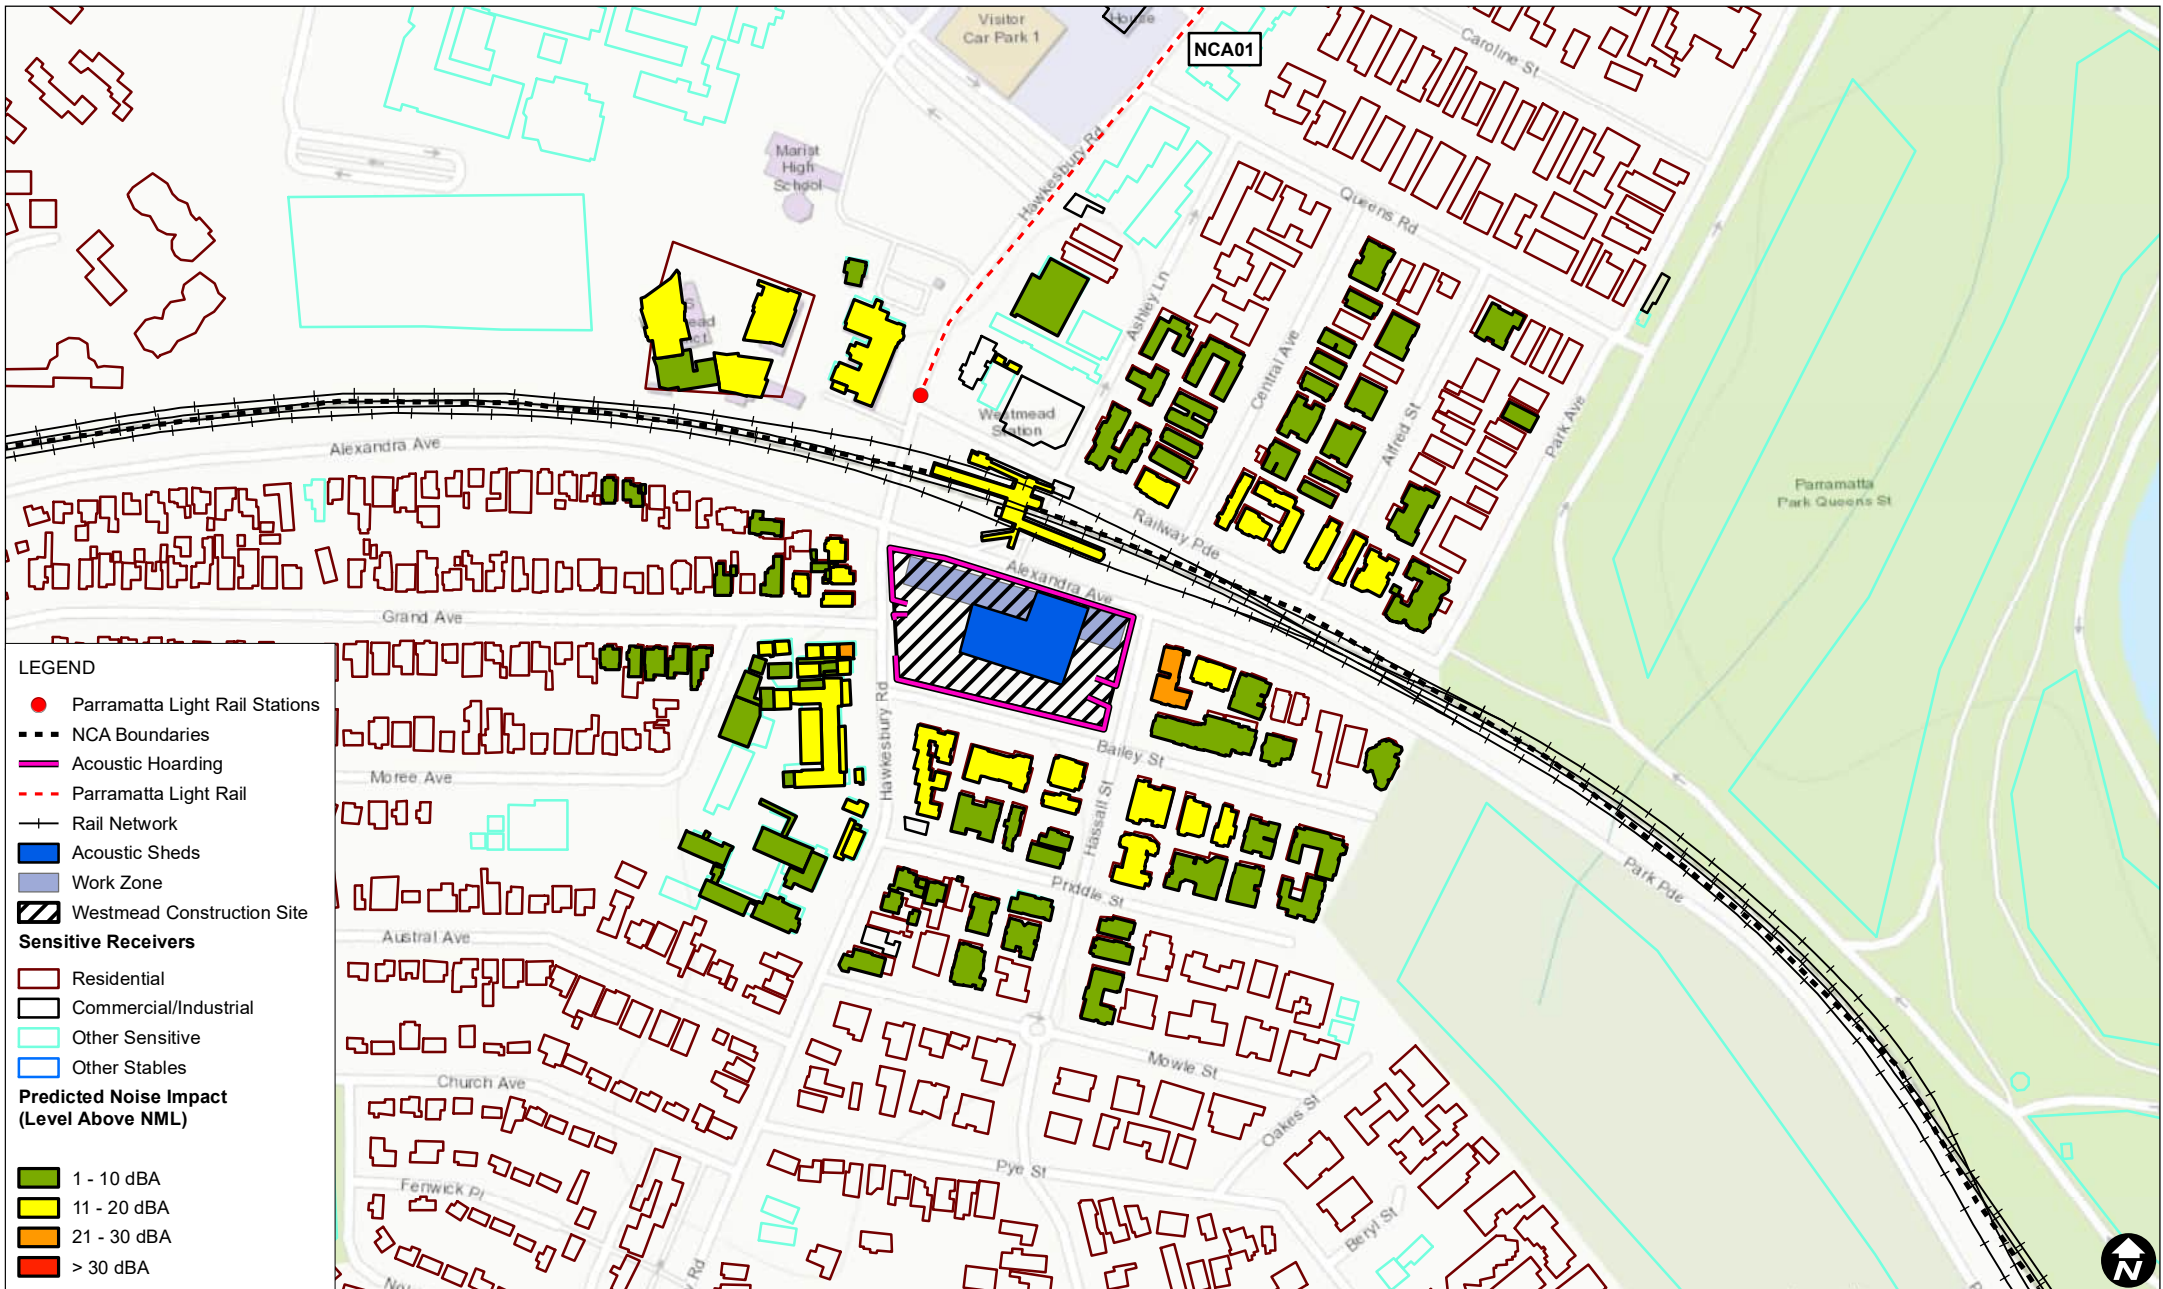 Visitor
Car Park 1
House
NCA01
Caroline St
Hawkesbury Rd
Marist
High
School
Queens Rd
Ashley Ln
Central Ave
Alfred St
Park Ave
Westmead
Station
Parramatta
Park Queens St
Alexandra Ave
Railway Pde
Alexandra Ave
Grand Ave
Hawkesbury Rd
Bailey St
Hassall St
Moree Ave
Priddle St
Park Pde
Austral Ave
Mowle St
Church Ave
Oakes St
Pye St
Fenwick Pl
Beryl St
LEGEND
Parramatta Light Rail Stations
NCA Boundaries
Acoustic Hoarding
Parramatta Light Rail
Rail Network
Acoustic Sheds
Work Zone
Westmead Construction Site
Sensitive Receivers
Residential
Commercial/Industrial
Other Sensitive
Other Stables
Predicted Noise Impact
(Level Above NML)
1 - 10 dBA
11 - 20 dBA
21 - 30 dBA
> 30 dBA
N